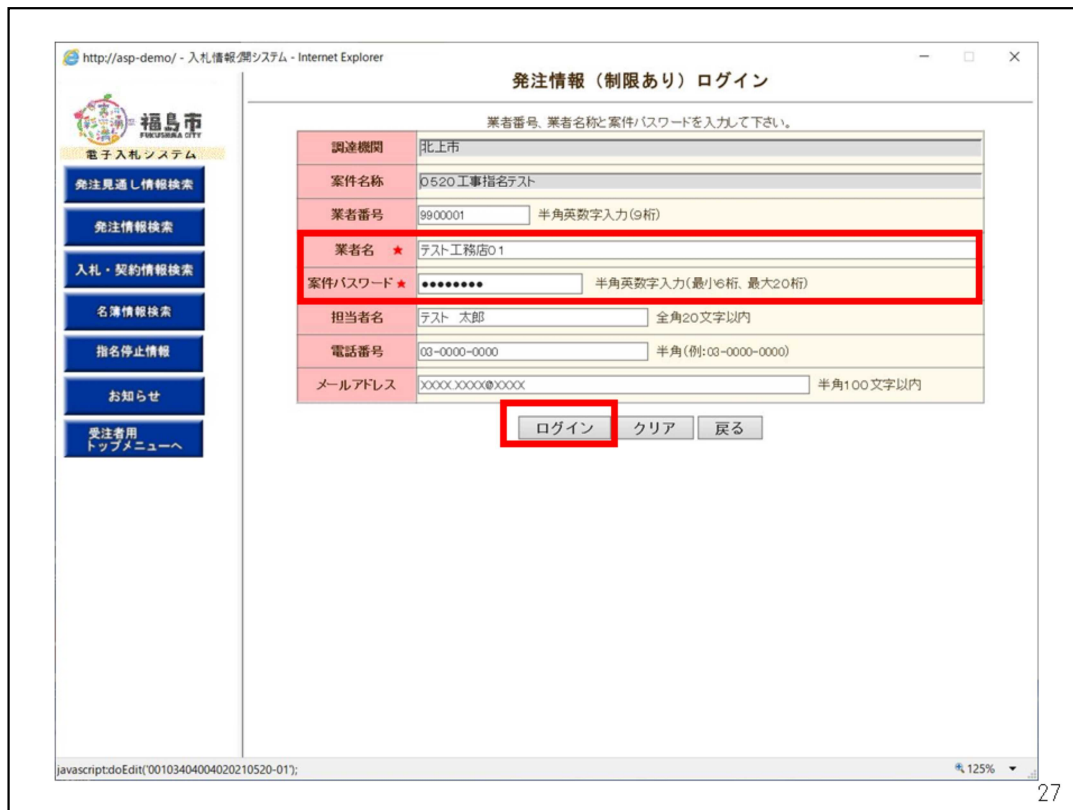 http://asp-demo/ - 入札情報公開システム - Internet Explorer
発注情報（制限あり）ログイン
福島市
FUKUSHIMA CITY
電子入札システム
発注見通し情報検索
発注情報検索
入札・契約情報検索
名簿情報検索
指名停止情報
お知らせ
受注者用
トップメニューへ
業者番号、業者名称と案件パスワードを入力して下さい。
調達機関 北上市
案件名称 0520工事指名テスト
業者番号 9900001 半角英数字入力(9桁)
業者名 ★ テスト工務店01
案件パスワード★ ●●●●●●●● 半角英数字入力(最小6桁、最大20桁)
担当者名 テスト 太郎 全角20文字以内
電話番号 03-0000-0000 半角(例:03-0000-0000)
メールアドレス XXXX.XXXX@XXXX 半角100文字以内
ログイン クリア 戻る
javascript:doEdit('00103404004020210520-01');
125%
27